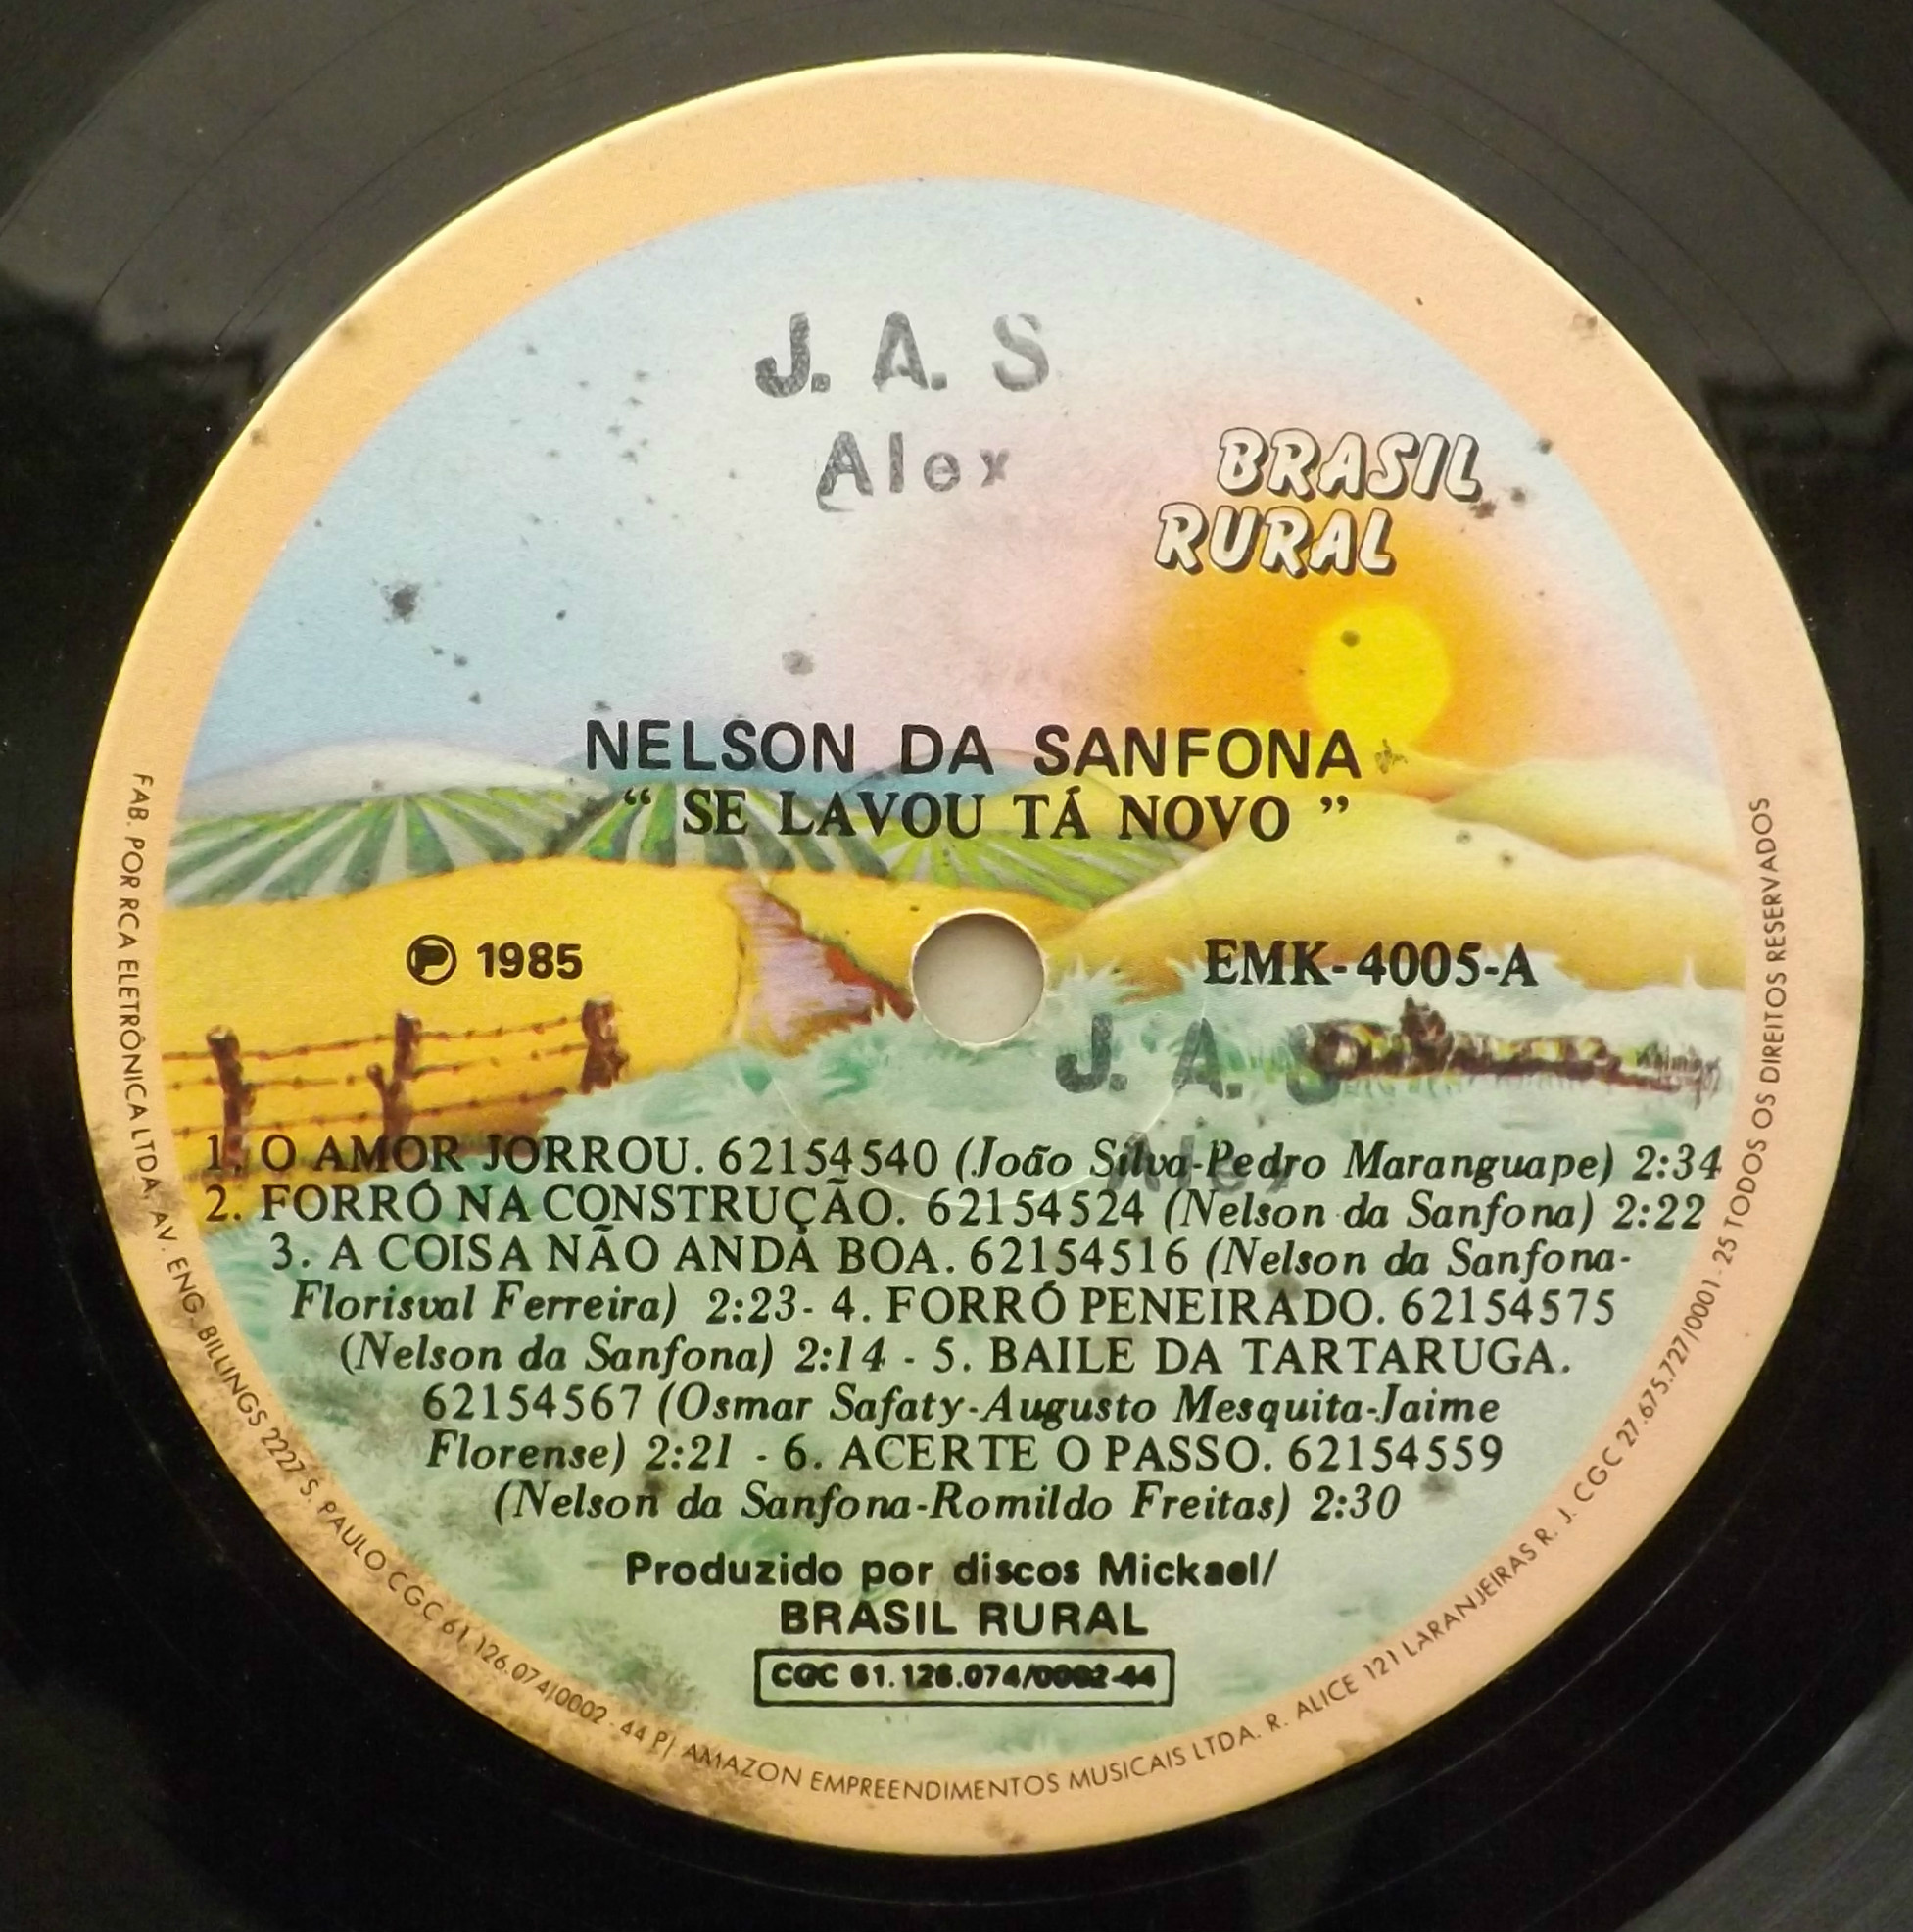 J. A. S
Alex
BRASIL
RURAL
NELSON DA SANFONA
“ SE LAVOU TÁ NOVO ”
℗ 1985
EMK-4005-A
J. A. S
Alex
1. O AMOR JORROU. 62154540 (João Silva-Pedro Maranguape) 2:34
2. FORRÓ NA CONSTRUÇÃO. 62154524 (Nelson da Sanfona) 2:22
3. A COISA NÃO ANDA BOA. 62154516 (Nelson da Sanfona-
Florisval Ferreira) 2:23- 4. FORRÓ PENEIRADO. 62154575
(Nelson da Sanfona) 2:14 - 5. BAILE DA TARTARUGA.
62154567 (Osmar Safaty-Augusto Mesquita-Jaime
Florense) 2:21 - 6. ACERTE O PASSO. 62154559
(Nelson da Sanfona-Romildo Freitas) 2:30
Produzido por discos Mickael/
BRASIL RURAL
CGC 61.126.074/0002-44
FAB. POR RCA ELETRÔNICA LTDA. AV. ENG. BILLINGS 2227 S. PAULO CGC 61.126.074/0002-44 P/ AMAZON EMPREENDIMENTOS MUSICAIS LTDA. R. ALICE 121 LARANJEIRAS R. J. CGC 27.675.727/0001-25 TODOS OS DIREITOS RESERVADOS